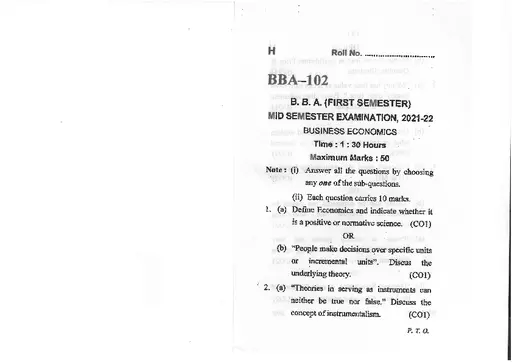 H Roll No. ..............................
BBA–102
B. B. A. (FIRST SEMESTER)
MID SEMESTER EXAMINATION, 2021-22
BUSINESS ECONOMICS
Time : 1 : 30 Hours
Maximum Marks : 50
Note : (i) Answer all the questions by choosing
any one of the sub-questions.
(ii) Each question carries 10 marks.
1. (a) Define Economics and indicate whether it
is a positive or normative science. (CO1)
OR
(b) “People make decisions over specific units
or incremental units”. Discus the
underlying theory. (CO1)
2. (a) “Theories in serving as instruments can
neither be true nor false.” Discuss the
concept of instrumentalism. (CO1)
P. T. O.